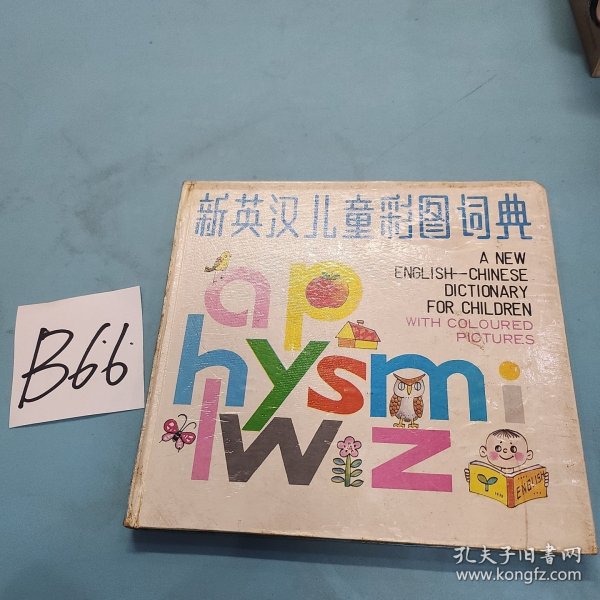 新英汉儿童彩图词典
A NEW
ENGLISH--CHINESE
DICTIONARY
FOR CHILDREN
WITH COLOURED
PICTURES
a p
hysmi
lwiz
ENGLISH
B66
孔夫子旧书网
www.kongfz.com